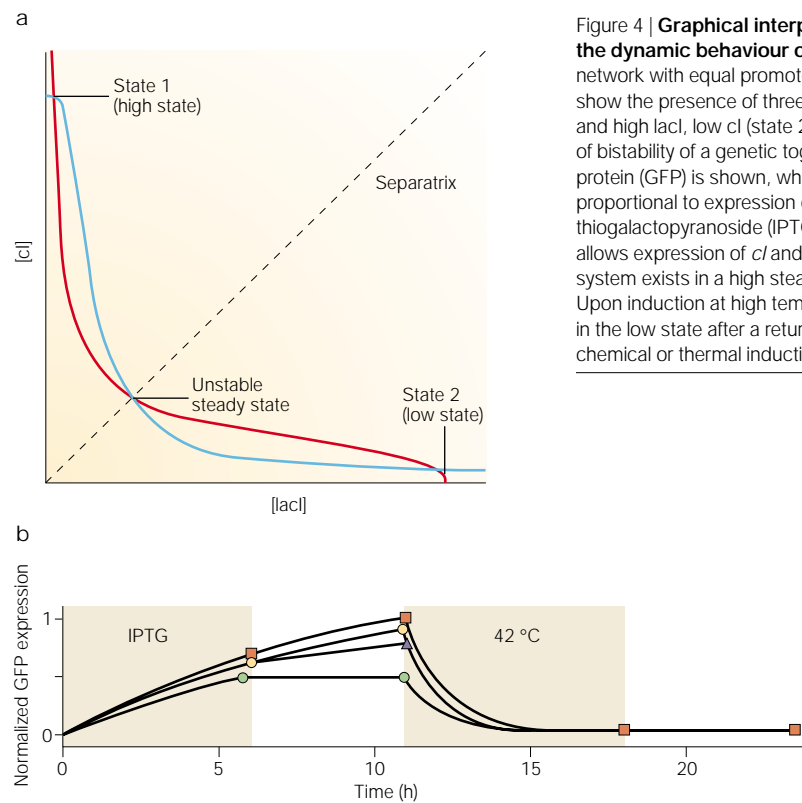 a
State 1
(high state)
Separatrix
[cI]
Unstable
steady state
State 2
(low state)
[lacI]
Figure 4 | Graphical interp
the dynamic behaviour o
network with equal promot
show the presence of three
and high lacI, low cI (state 2
of bistability of a genetic tog
protein (GFP) is shown, wh
proportional to expression o
thiogalactopyranoside (IPTG
allows expression of cI and
system exists in a high stea
Upon induction at high tem
in the low state after a retur
chemical or thermal inducti
b
Normalized GFP expression
1
0
IPTG
42 °C
0 5 10 15 20
Time (h)